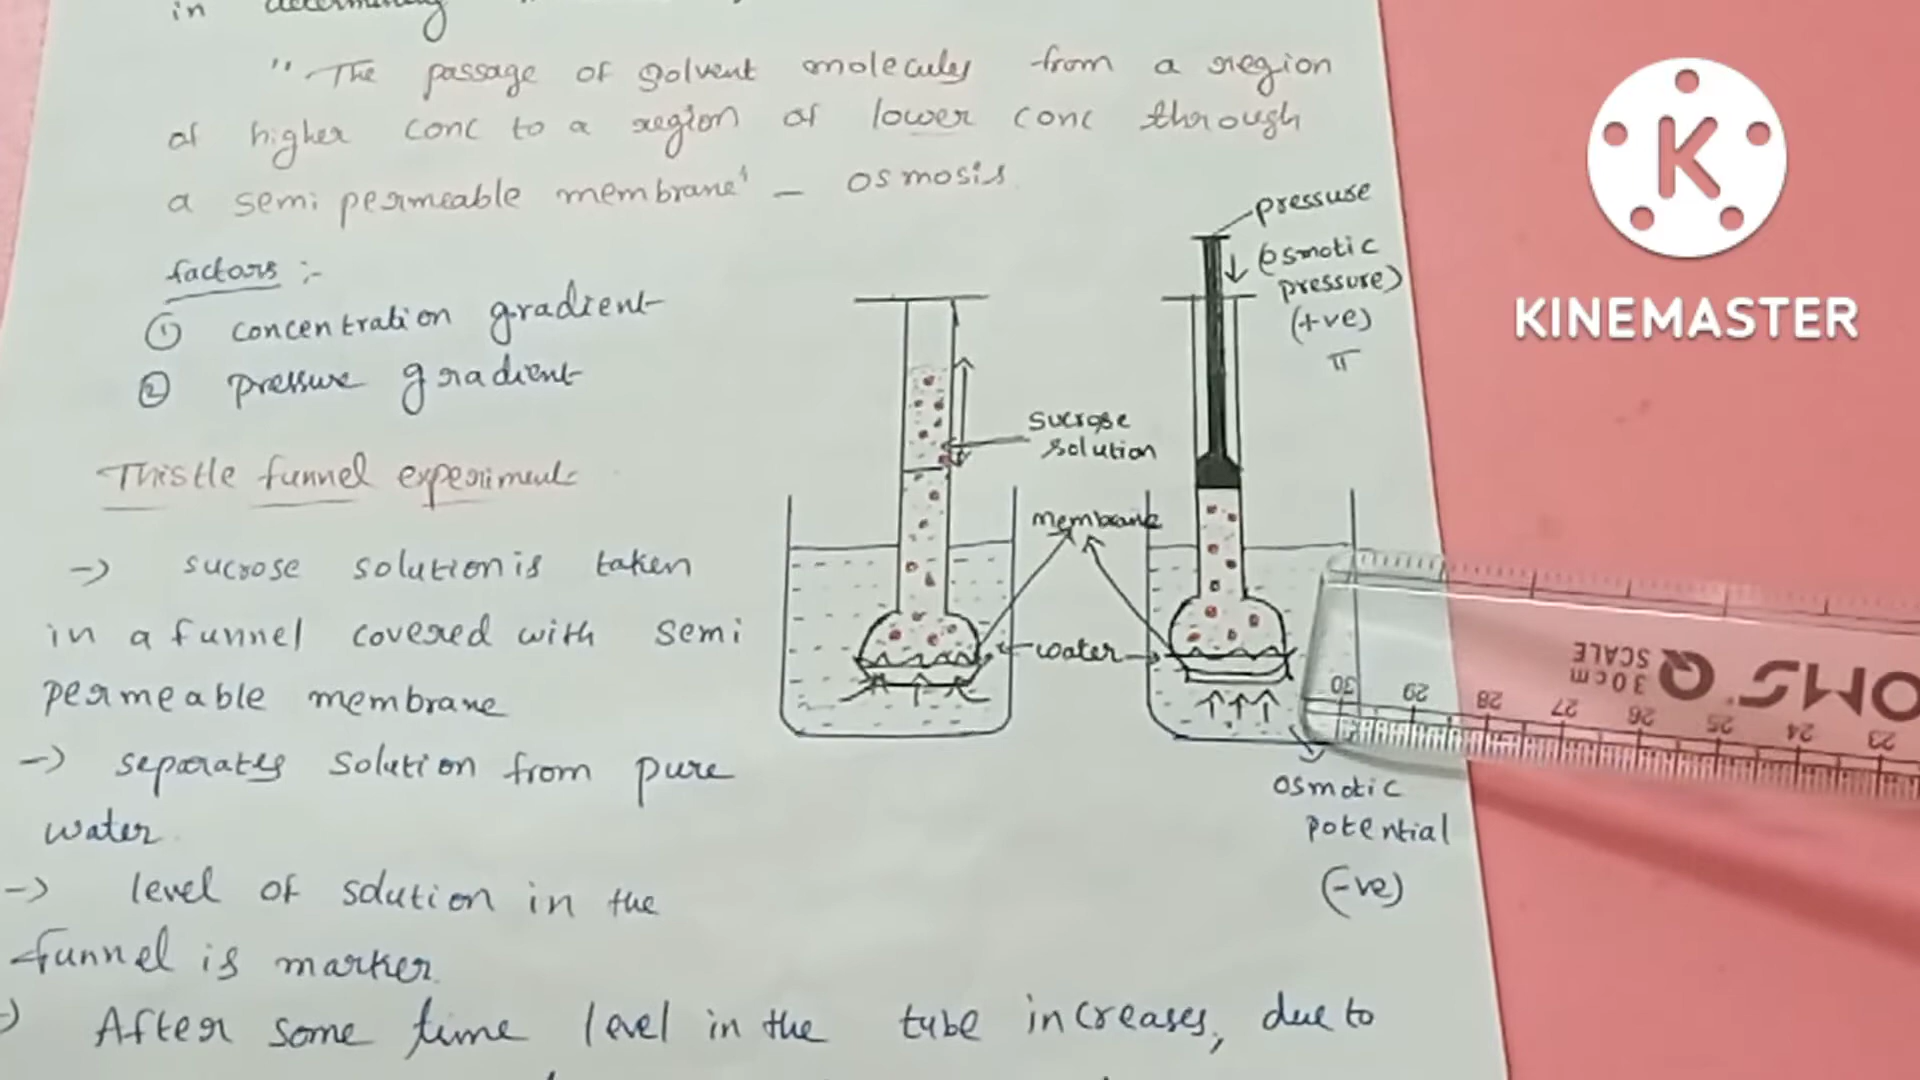 in
" The passage of solvent molecules from a region
of higher conc to a region of lower conc through
a semi permeable membrane' - osmosis
factors :-
① concentration gradient
② pressure gradient
Thistle funnel experiment
-> sucrose solution is taken
in a funnel covered with semi
permeable membrane
-> separates solution from pure
water
-> level of solution in the
funnel is marker.
-> After some time level in the tube increases, due to
sucrose
solution
membrane
water
pressure
(osmotic
pressure)
(+ve)
π
osmotic
potential
(-ve)
K
KINEMASTER
OMS Q
30cm
SCALE
30 29 28 27 26 25 24 23